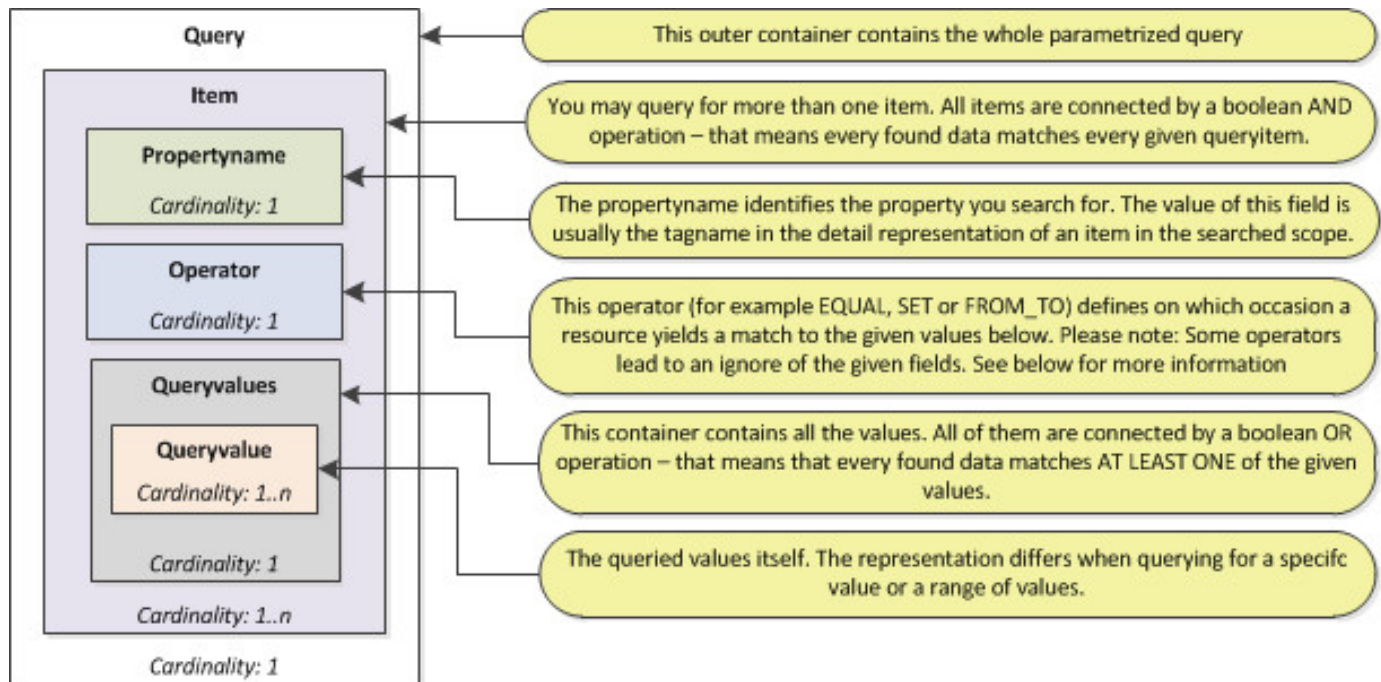 Query
This outer container contains the whole parametrized query
Item
You may query for more than one item. All items are connected by a boolean AND
operation – that means every found data matches every given queryitem.
Propertyname
Cardinality: 1
The propertyname identifies the property you search for. The value of this field is
usually the tagname in the detail representation of an item in the searched scope.
Operator
Cardinality: 1
This operator (for example EQUAL, SET or FROM_TO) defines on which occasion a
resource yields a match to the given values below. Please note: Some operators
lead to an ignore of the given fields. See below for more information
Queryvalues
Queryvalue
Cardinality: 1..n
Cardinality: 1
This container contains all the values. All of them are connected by a boolean OR
operation – that means that every found data matches AT LEAST ONE of the given
values.
The queried values itself. The representation differs when querying for a specifc
value or a range of values.
Cardinality: 1..n
Cardinality: 1